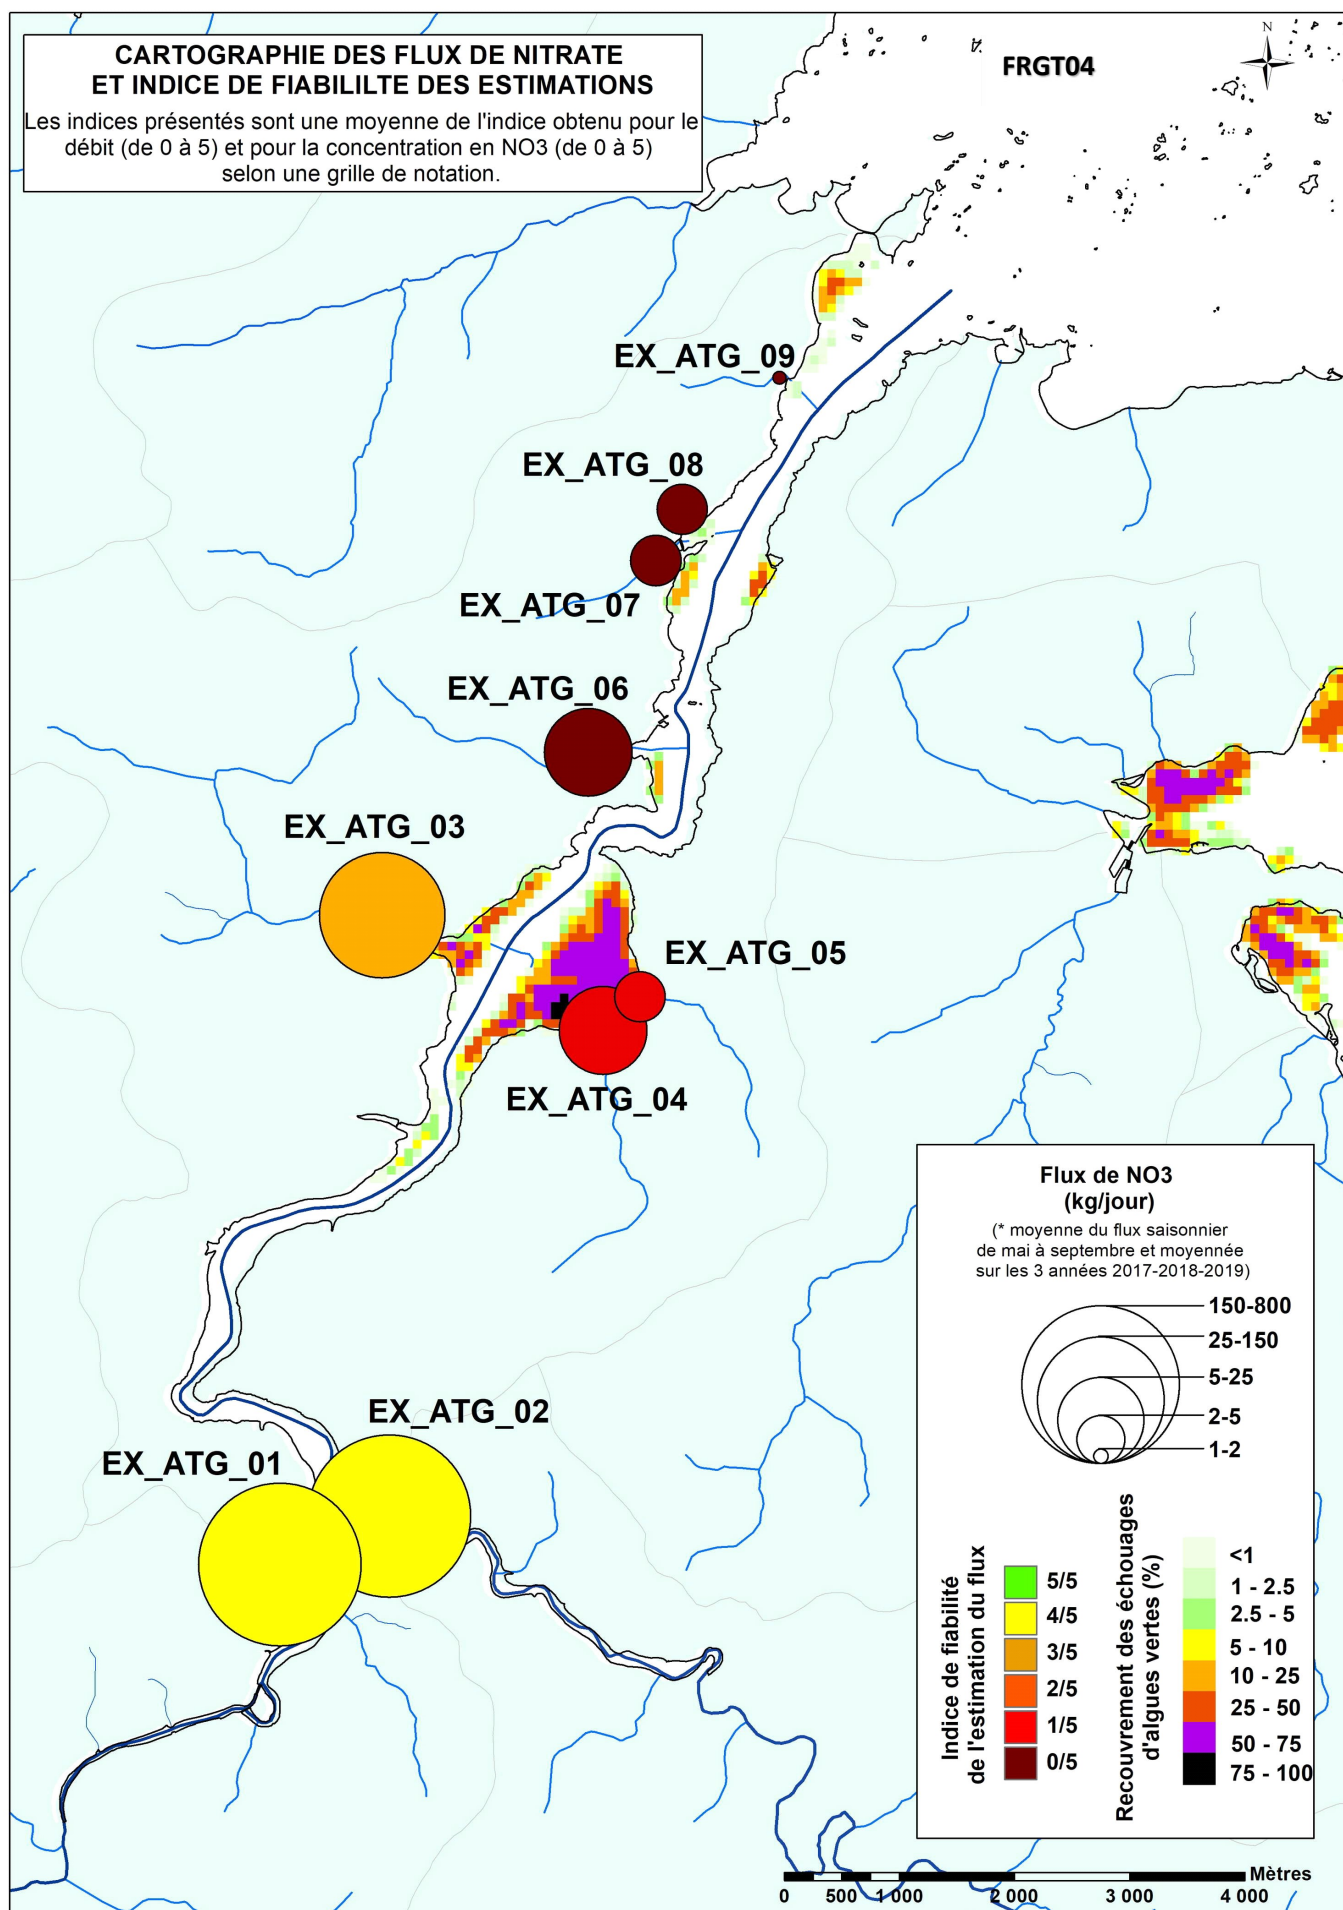 CARTOGRAPHIE DES FLUX DE NITRATE
ET INDICE DE FIABILILTE DES ESTIMATIONS
Les indices présentés sont une moyenne de l'indice obtenu pour le
débit (de 0 à 5) et pour la concentration en NO3 (de 0 à 5)
selon une grille de notation.
FRGT04
N
EX_ATG_09
EX_ATG_08
EX_ATG_07
EX_ATG_06
EX_ATG_03
EX_ATG_05
EX_ATG_04
EX_ATG_02
EX_ATG_01
Flux de NO3
(kg/jour)
(* moyenne du flux saisonnier
de mai à septembre et moyennée
sur les 3 années 2017-2018-2019)
150-800
25-150
5-25
2-5
1-2
Indice de fiabilité
de l'estimation du flux
5/5
4/5
3/5
2/5
1/5
0/5
Recouvrement des échouages
d'algues vertes (%)
<1
1 - 2.5
2.5 - 5
5 - 10
10 - 25
25 - 50
50 - 75
75 - 100
Mètres
0 500 1 000 2 000 3 000 4 000